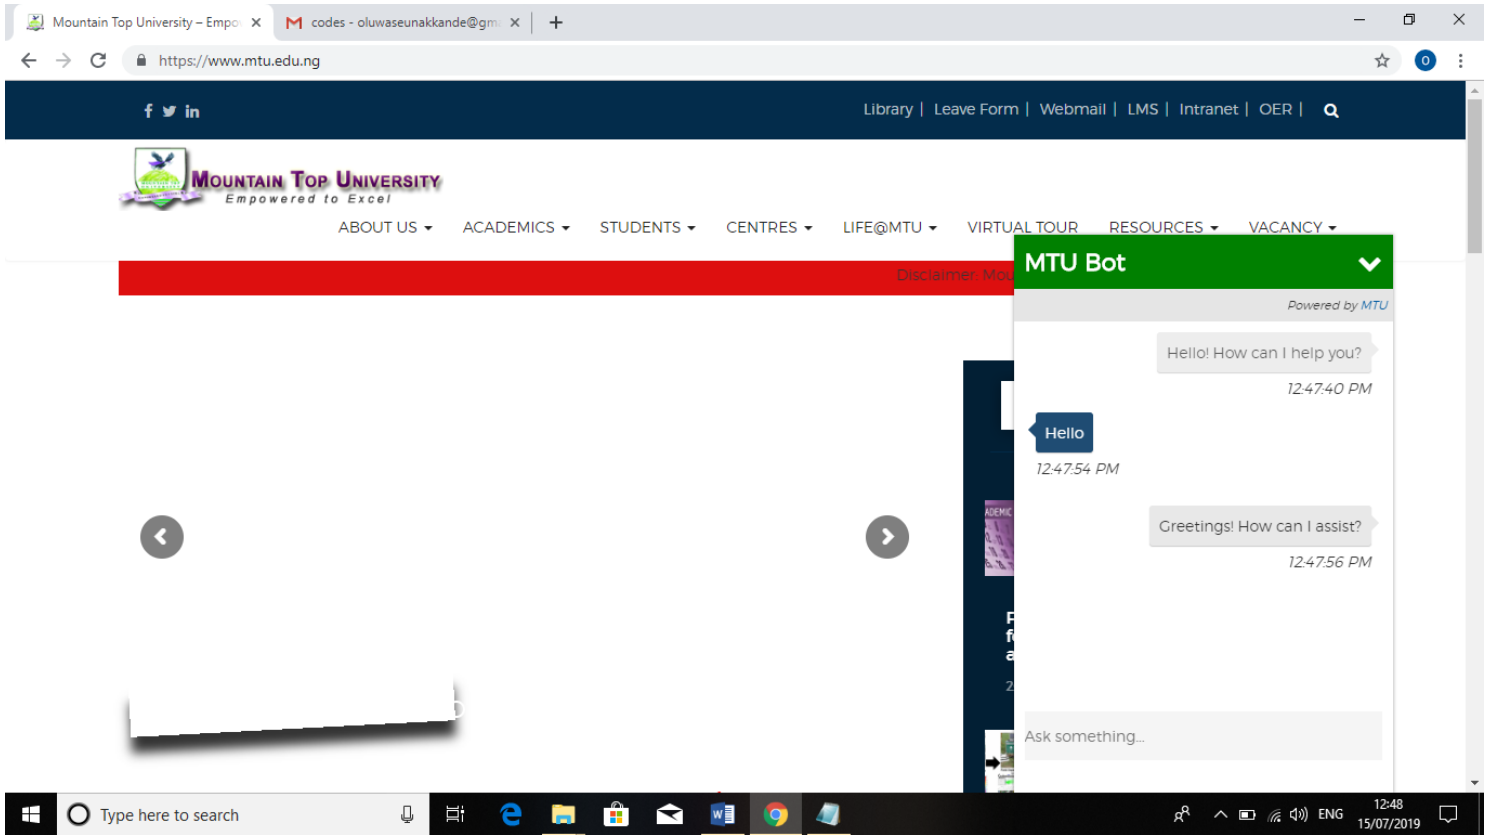 Mountain Top University – Empo
codes - oluwaseunakkande@gm
https://www.mtu.edu.ng
O
f in
Library | Leave Form | Webmail | LMS | Intranet | OER |
MOUNTAIN TOP UNIVERSITY
Empowered to Excel
ABOUT US ACADEMICS STUDENTS CENTRES LIFE@MTU VIRTUAL TOUR RESOURCES VACANCY
Disclaimer: Mou
MTU Bot
Powered by MTU
Hello! How can I help you?
12:47:40 PM
Hello
12:47:54 PM
ADEMIC
Greetings! How can I assist?
12:47:56 PM
F
f
a
2
Ask something...
Type here to search
ENG
12:48
15/07/2019